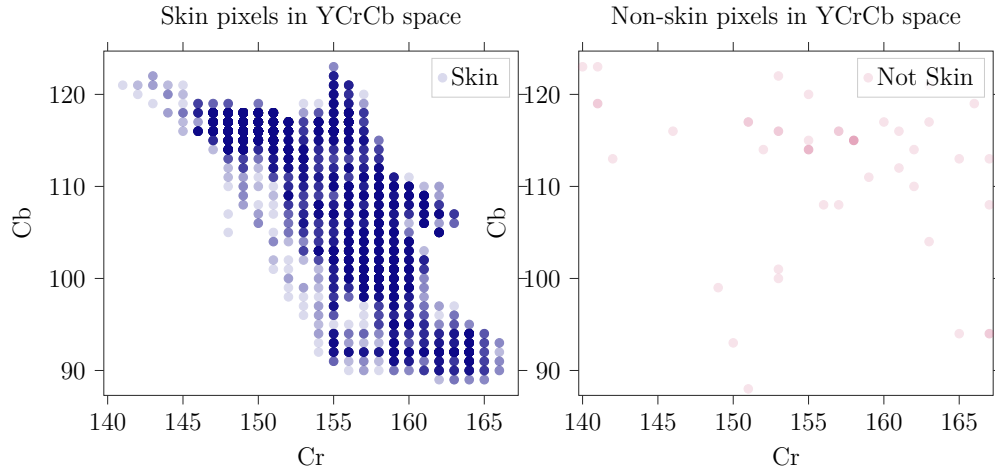 Skin pixels in YCrCb space
Skin
120
110
100
90
Cb
140 145 150 155 160 165
Cr
Non-skin pixels in YCrCb space
Not Skin
120
110
100
90
Cb
140 145 150 155 160 165
Cr